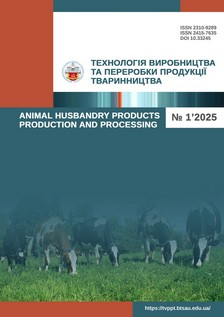 ISSN 2310-9289
ISSN 2415-7635
DOI 10.33245
ТЕХНОЛОГІЯ ВИРОБНИЦТВА
ТА ПЕРЕРОБКИ ПРОДУКЦІЇ
ТВАРИННИЦТВА
ANIMAL HUSBANDRY PRODUCTS
PRODUCTION AND PROCESSING
№ 1’2025
https://tvppt.btsau.edu.ua/